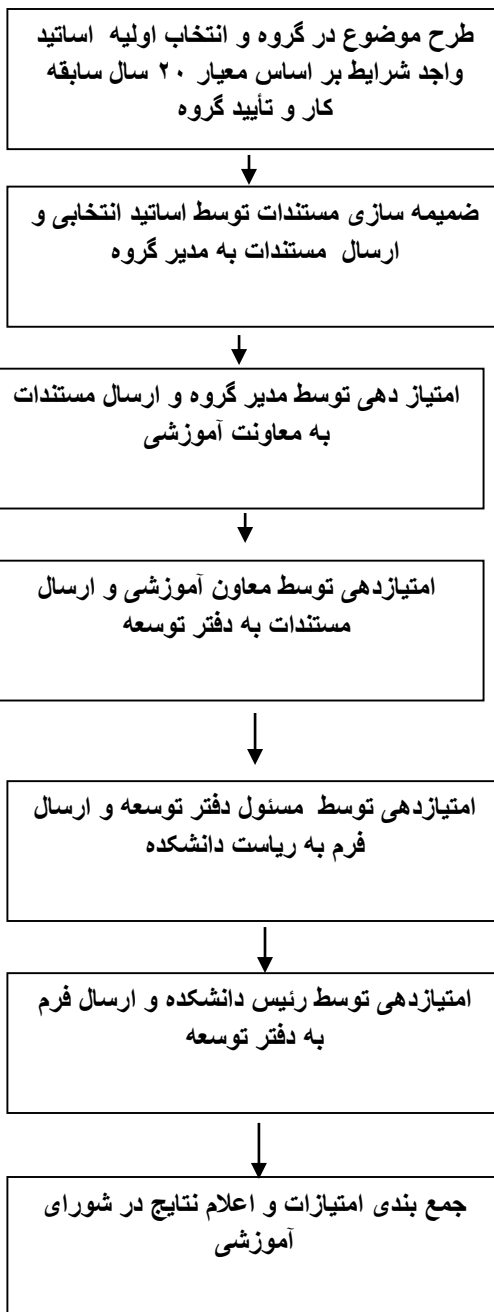 طرح موضوع در گروه و انتخاب اولیه اساتید
واجد شرایط بر اساس معیار ۲۰ سال سابقه
کار و تأیید گروه
ضمیمه سازی مستندات توسط اساتید انتخابی و
ارسال مستندات به مدیر گروه
امتیاز دهی توسط مدیر گروه و ارسال مستندات
به معاونت آموزشی
امتیازدهی توسط معاون آموزشی و ارسال
مستندات به دفتر توسعه
امتیازدهی توسط مسئول دفتر توسعه و ارسال
فرم به ریاست دانشکده
امتیازدهی توسط رئیس دانشکده و ارسال فرم
به دفتر توسعه
جمع بندی امتیازات و اعلام نتایج در شورای
آموزشی